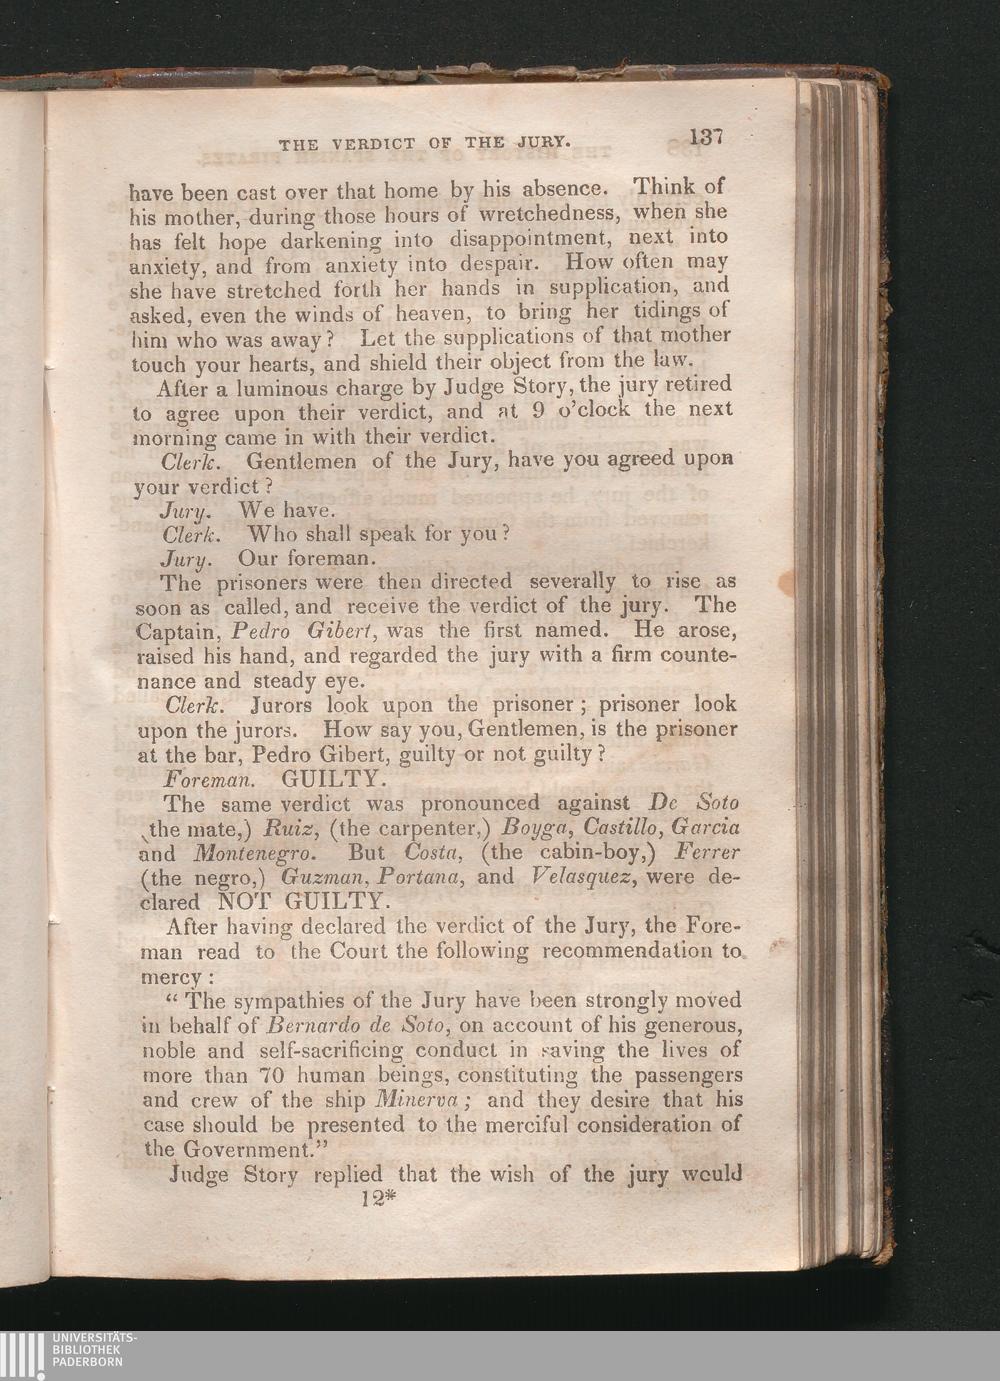 THE VERDICT OF THE JURY. 137
have been cast over that home by his absence. Think of
his mother, during those hours of wretchedness, when she
has felt hope darkening into disappointment, next into
anxiety, and from anxiety into despair. How often may
she have stretched forth her hands in supplication, and
asked, even the winds of heaven, to bring her tidings of
him who was away? Let the supplications of that mother
touch your hearts, and shield their object from the law.
After a luminous charge by Judge Story, the jury retired
to agree upon their verdict, and at 9 o'clock the next
morning came in with their verdict.
Clerk. Gentlemen of the Jury, have you agreed upon
your verdict?
Jury. We have.
Clerk. Who shall speak for you?
Jury. Our foreman.
The prisoners were then directed severally to rise as
soon as called, and receive the verdict of the jury. The
Captain, Pedro Gibert, was the first named. He arose,
raised his hand, and regarded the jury with a firm counte-
nance and steady eye.
Clerk. Jurors look upon the prisoner; prisoner look
upon the jurors. How say you, Gentlemen, is the prisoner
at the bar, Pedro Gibert, guilty or not guilty?
Foreman. GUILTY.
The same verdict was pronounced against De Soto
(the mate,) Ruiz, (the carpenter,) Boyga, Castillo, Garcia
and Montenegro. But Costa, (the cabin-boy,) Ferrer
(the negro,) Guzman, Portana, and Velasquez, were de-
clared NOT GUILTY.
After having declared the verdict of the Jury, the Fore-
man read to the Court the following recommendation to
mercy:
"The sympathies of the Jury have been strongly moved
in behalf of Bernardo de Soto, on account of his generous,
noble and self-sacrificing conduct in saving the lives of
more than 70 human beings, constituting the passengers
and crew of the ship Minerva; and they desire that his
case should be presented to the merciful consideration of
the Government."
Judge Story replied that the wish of the jury would
12*
UNIVERSITÄTS-
BIBLIOTHEK
PADERBORN